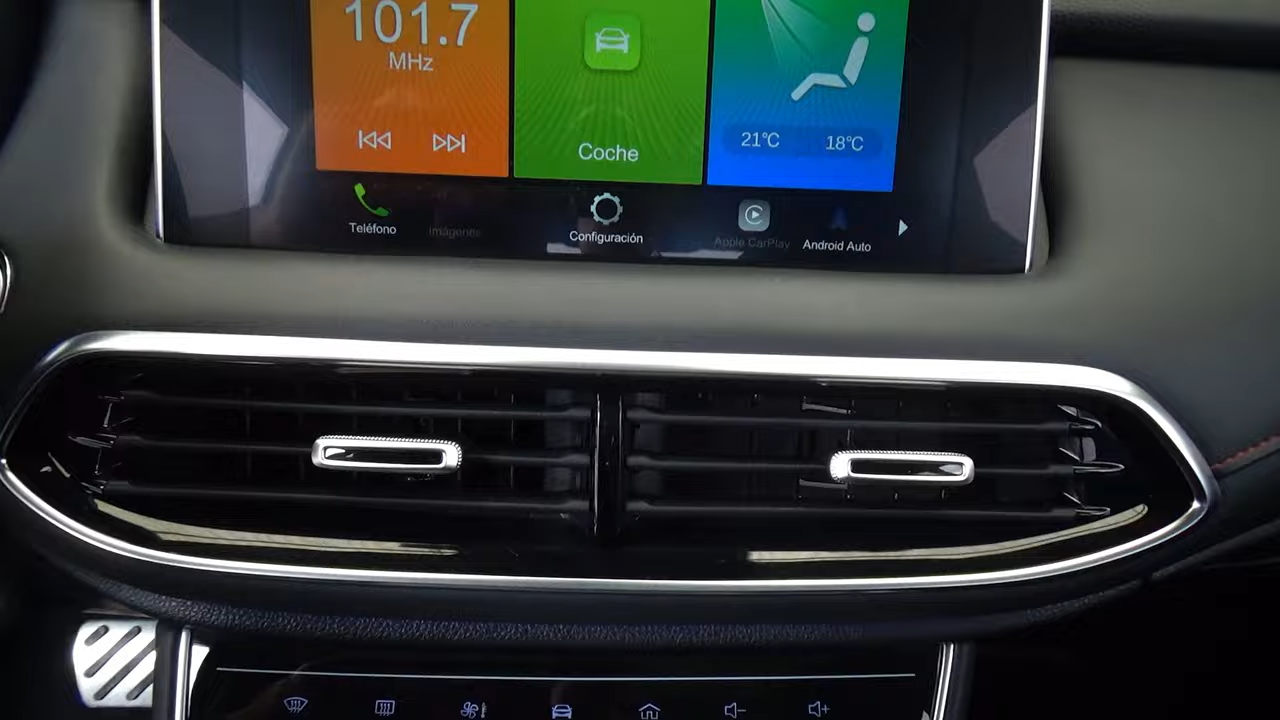 101.7
MHz
Coche
21°C 18°C
Teléfono Imágenes Configuración Apple CarPlay Android Auto